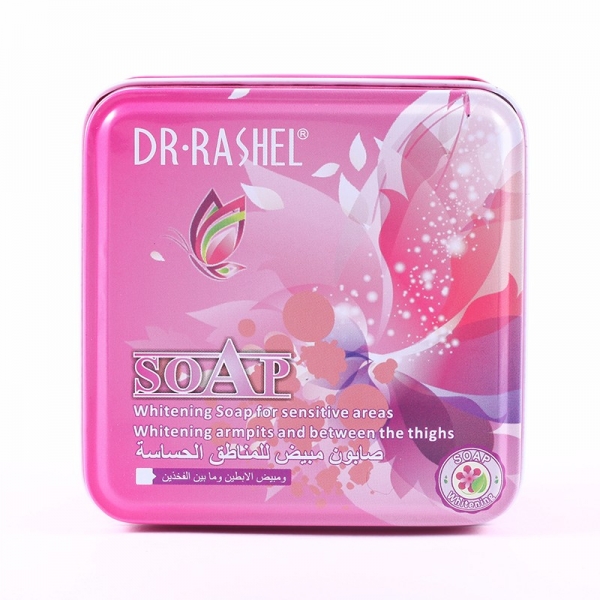 DR·RASHEL®
SOAP
Whitening Soap for sensitive areas
Whitening armpits and between the thighs
صابون مبيض للمناطق الحساسة
ومبيض الابطين وما بين الفخذين
SOAP
Whitening